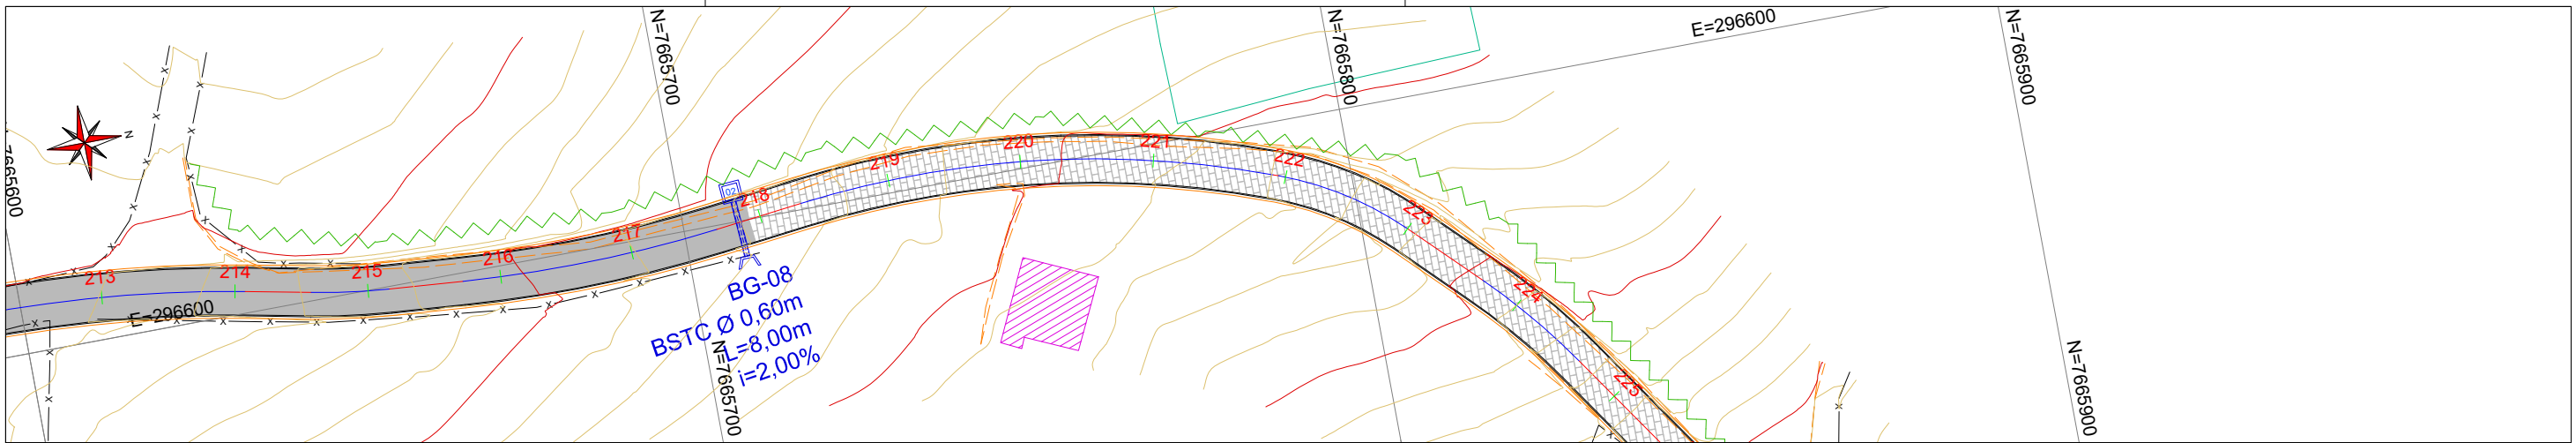 N=7665700
N=7665800
E=296600
N=7665900
N
7665600
02
213
214
215
216
217
218
219
220
221
222
223
224
225
E=296600
BG-08
BSTC Ø 0,60m
L=8,00m
i=2,00%
N=7665700
N=7665900